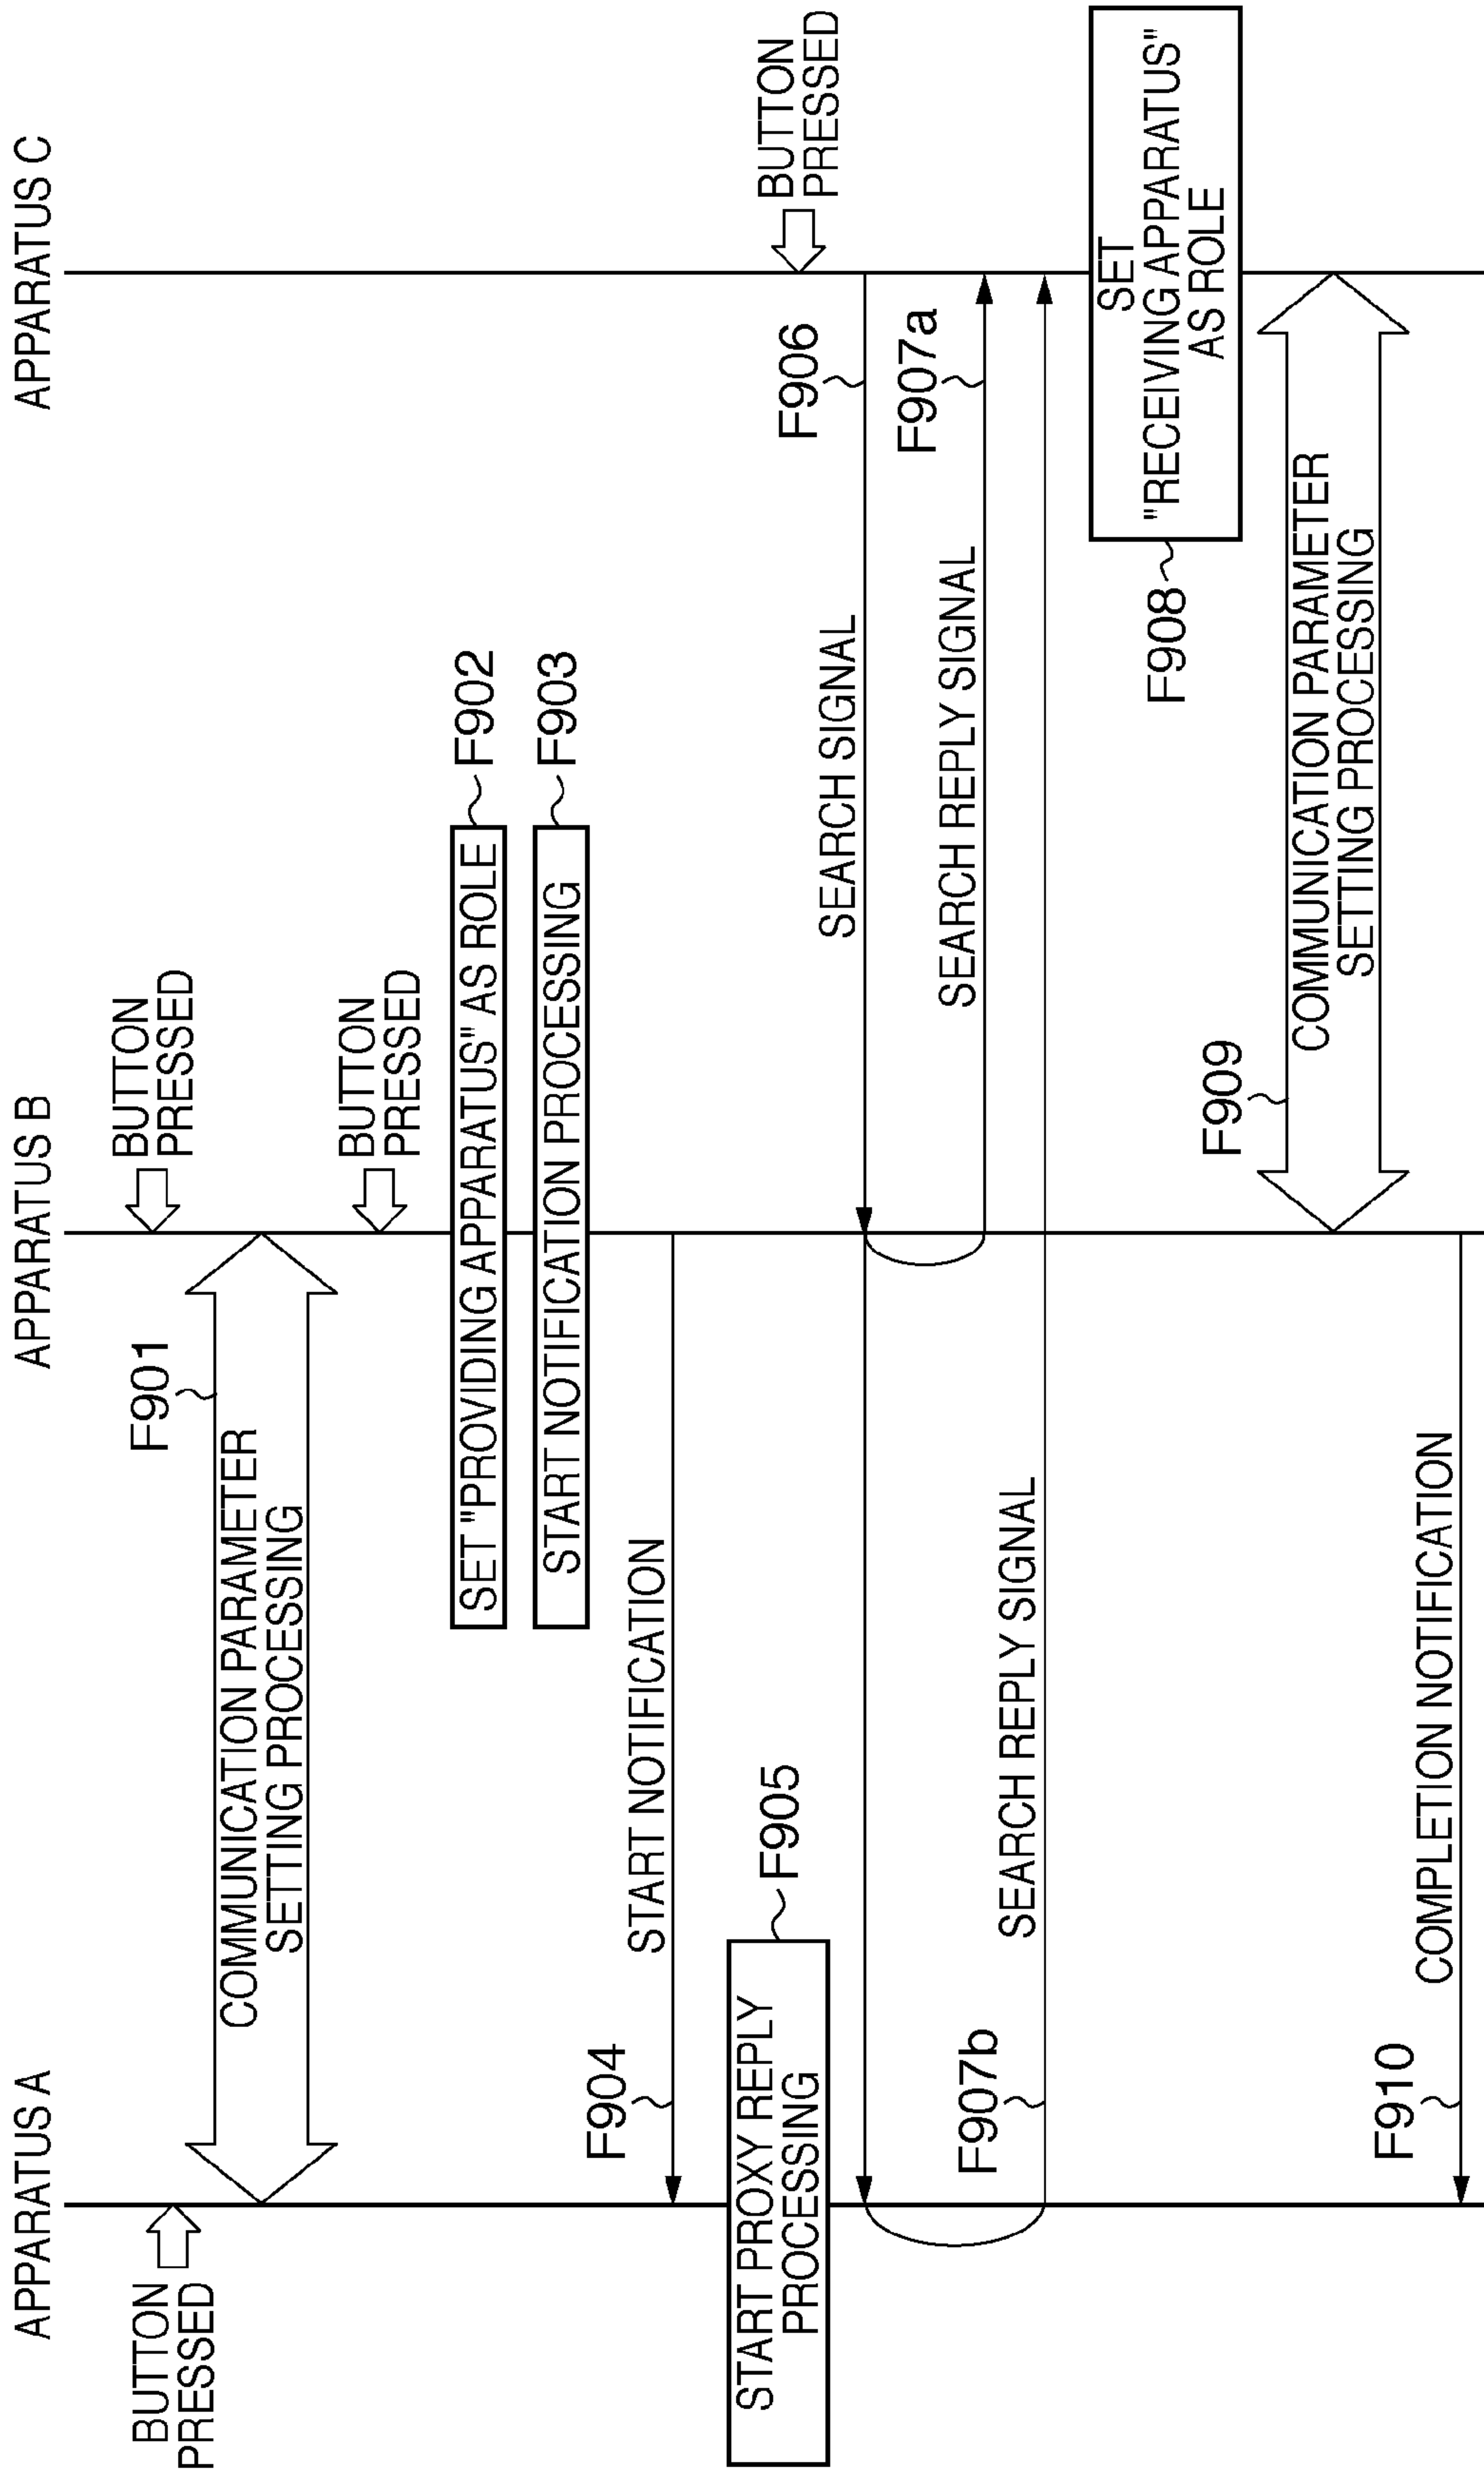 APPARATUS A
APPARATUS B
APPARATUS C
BUTTON
PRESSED
BUTTON
PRESSED
F901
COMMUNICATION PARAMETER
SETTING PROCESSING
BUTTON
PRESSED
SET "PROVIDING APPARATUS" AS ROLE
F902
START NOTIFICATION PROCESSING
F903
F904
START NOTIFICATION
START PROXY REPLY
PROCESSING
F905
BUTTON
PRESSED
SEARCH SIGNAL
F906
SEARCH REPLY SIGNAL
F907a
F907b
SEARCH REPLY SIGNAL
F908
SET
"RECEIVING APPARATUS"
AS ROLE
F909
COMMUNICATION PARAMETER
SETTING PROCESSING
F910
COMPLETION NOTIFICATION